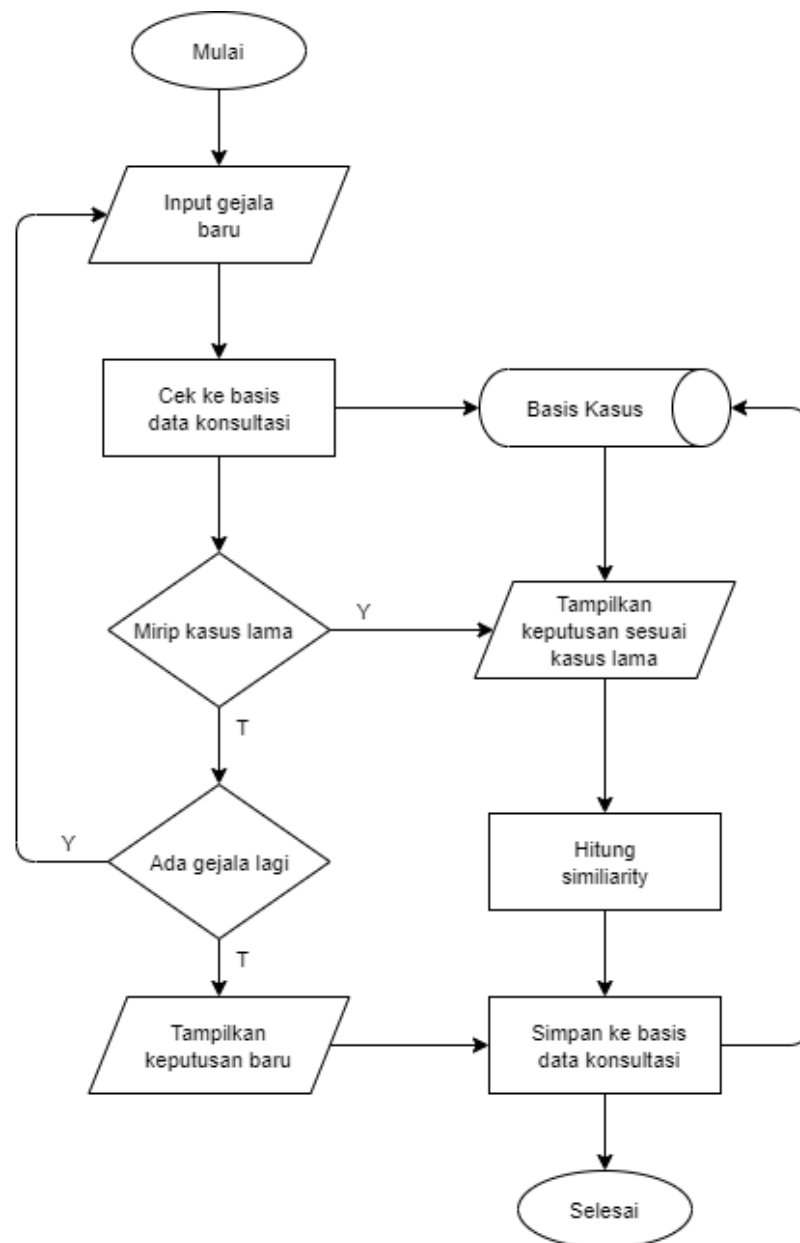 Mulai
Input gejala
baru
Cek ke basis
data konsultasi
Basis Kasus
Mirip kasus lama
Y
Tampilkan
keputusan sesuai
kasus lama
T
Ada gejala lagi
Y
Hitung
similiarity
T
Tampilkan
keputusan baru
Simpan ke basis
data konsultasi
Selesai